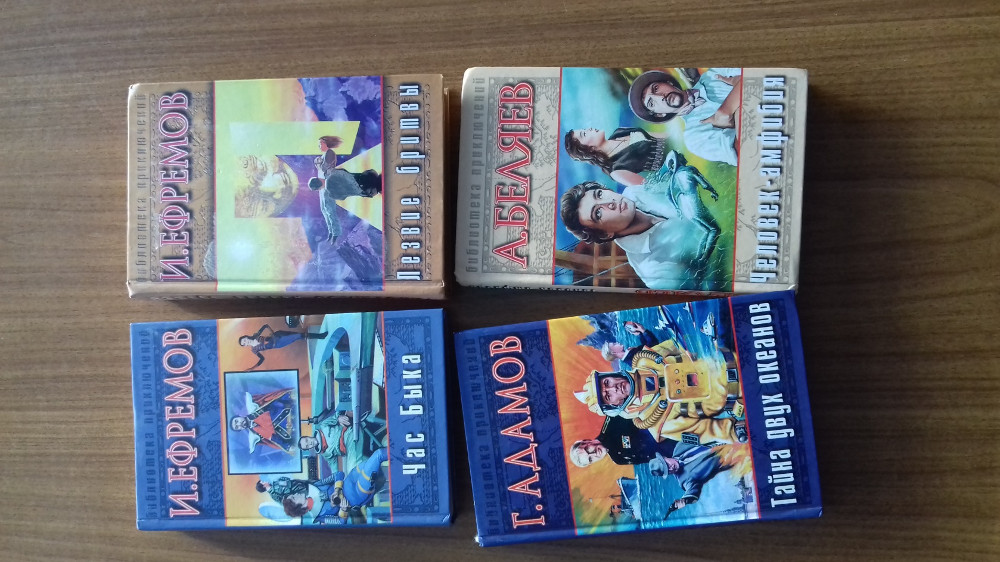 библиотека приключений
И.ЕФРЕМОВ
Лезвие бритвы
библиотека приключений
А.БЕЛЯЕВ
Человек-амфибия
библиотека приключений
И.ЕФРЕМОВ
Час Быка
библиотека приключений
Г.АДАМОВ
Тайна двух океанов